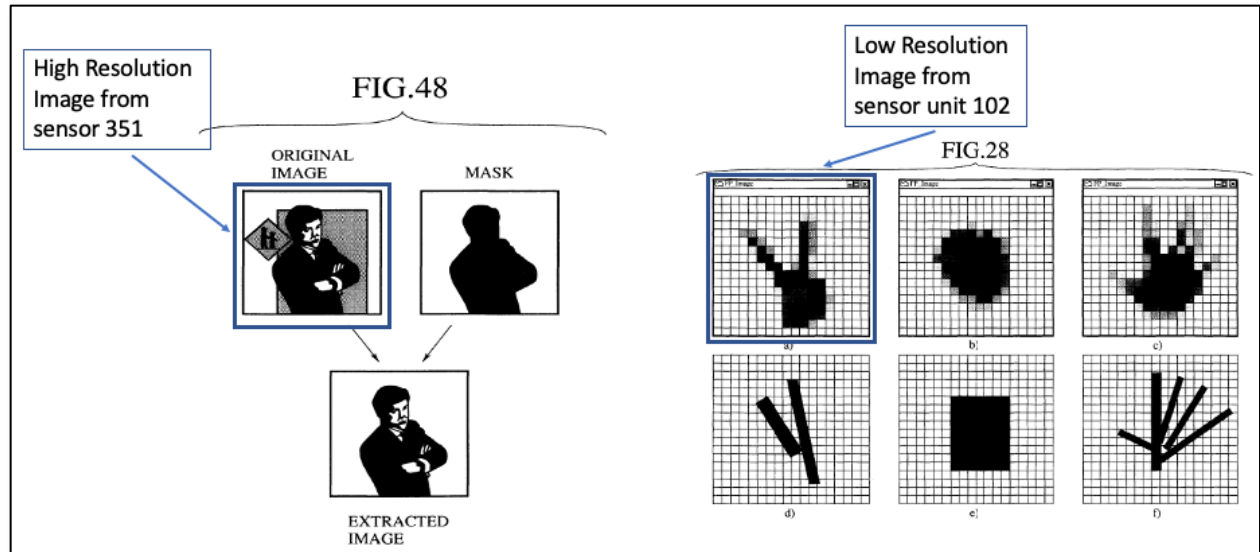 High Resolution
Image from
sensor 351
FIG.48
ORIGINAL
IMAGE
MASK
EXTRACTED
IMAGE
Low Resolution
Image from
sensor unit 102
FIG.28
a)
b)
c)
d)
e)
f)